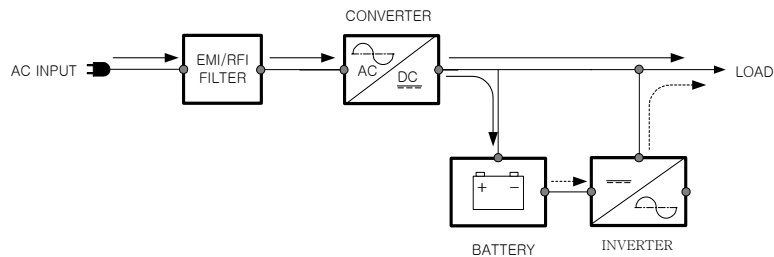 CONVERTER
AC INPUT
EMI/RFI
FILTER
AC
DC
LOAD
+ −
BATTERY
INVERTER